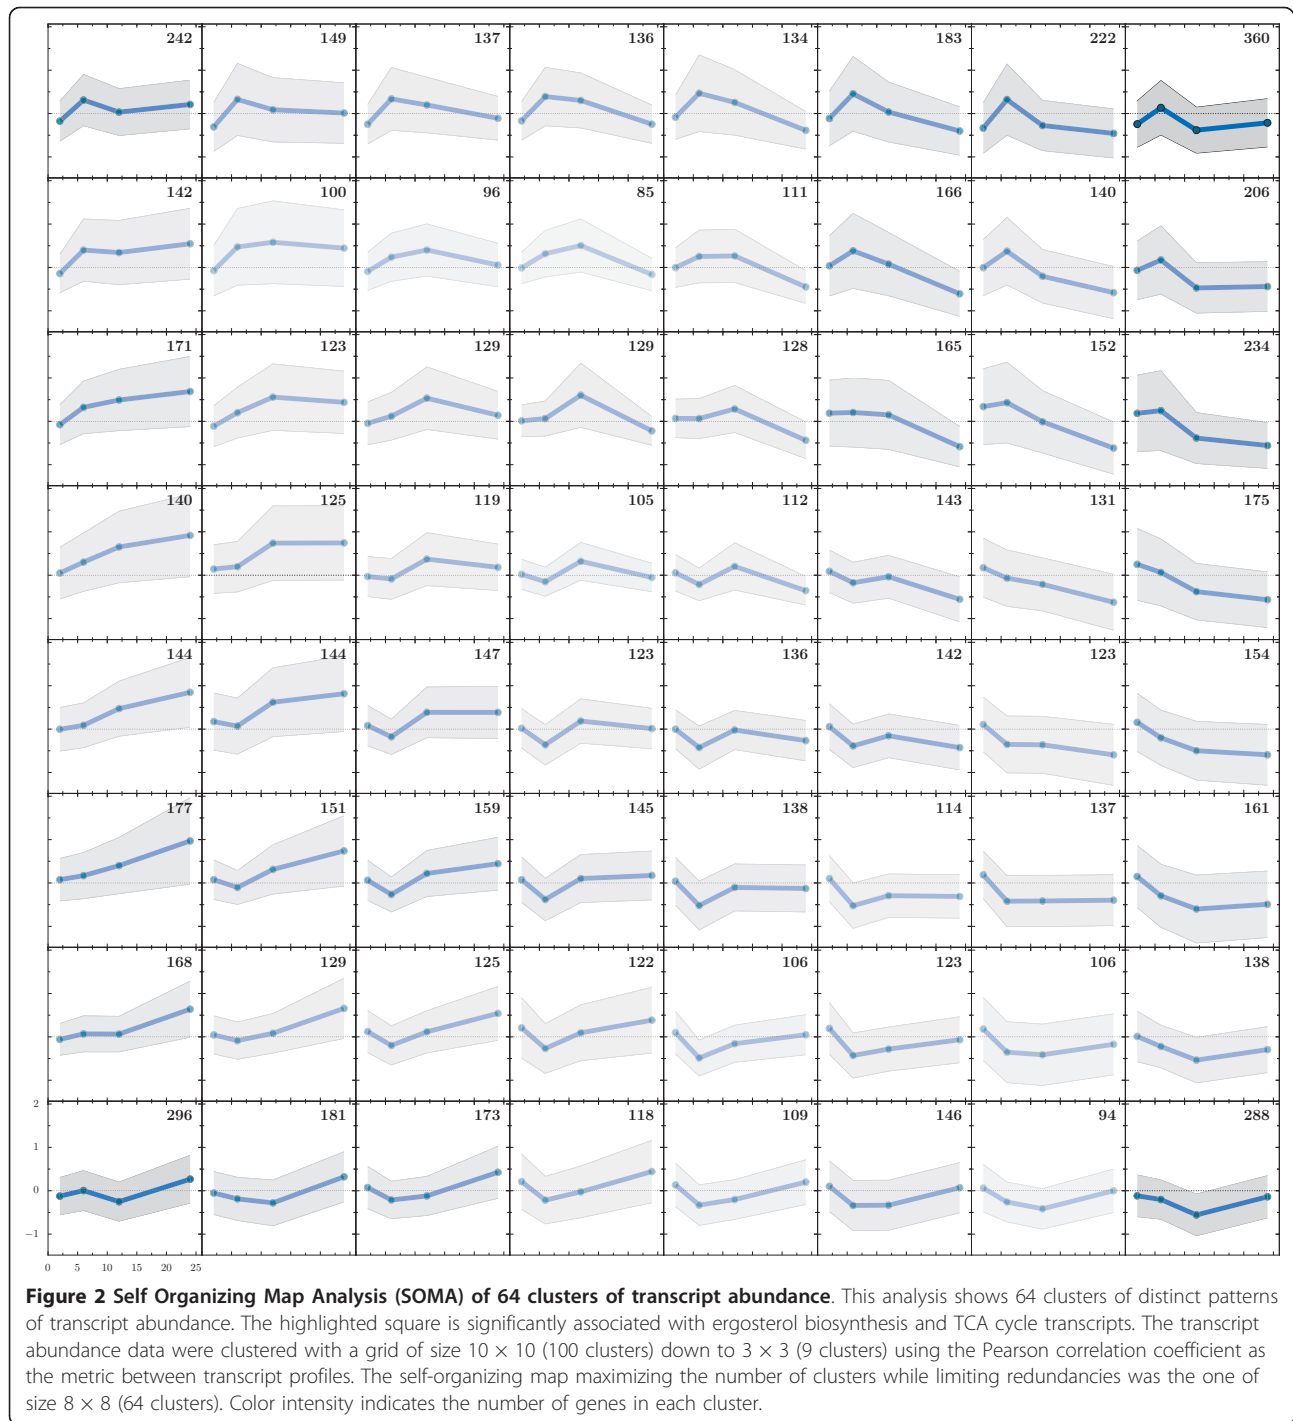 242 149 137 136 134 183 222 360
142 100 96 85 111 166 140 206
171 123 129 129 128 165 152 234
140 125 119 105 112 143 131 175
144 144 147 123 136 142 123 154
177 151 159 145 138 114 137 161
168 129 125 122 106 123 106 138
2
296 181 173 118 109 146 94 288
1
0
−1
0 5 10 15 20 25
Figure 2 Self Organizing Map Analysis (SOMA) of 64 clusters of transcript abundance. This analysis shows 64 clusters of distinct patterns
of transcript abundance. The highlighted square is significantly associated with ergosterol biosynthesis and TCA cycle transcripts. The transcript
abundance data were clustered with a grid of size 10 × 10 (100 clusters) down to 3 × 3 (9 clusters) using the Pearson correlation coefficient as
the metric between transcript profiles. The self-organizing map maximizing the number of clusters while limiting redundancies was the one of
size 8 × 8 (64 clusters). Color intensity indicates the number of genes in each cluster.